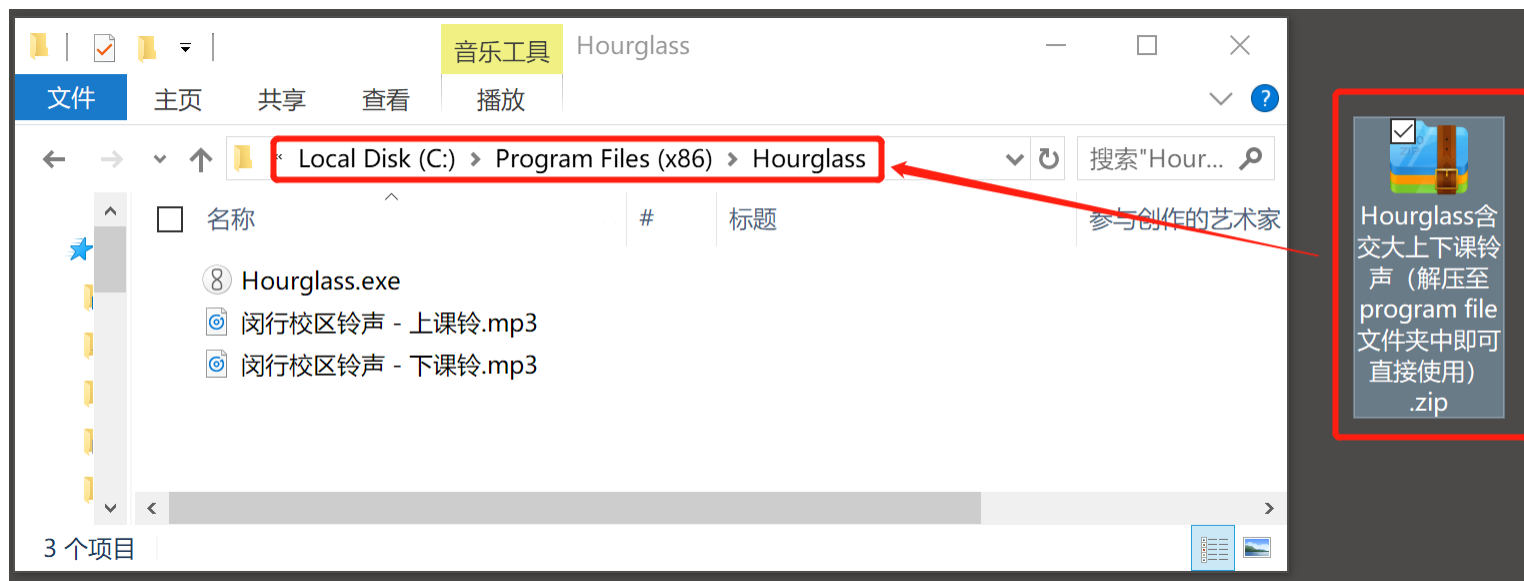 音乐工具 Hourglass
文件 主页 共享 查看 播放
« Local Disk (C:) > Program Files (x86) > Hourglass
搜索"Hour...
名称 # 标题 参与创作的艺术家
Hourglass.exe
闵行校区铃声 - 上课铃.mp3
闵行校区铃声 - 下课铃.mp3
3 个项目
Hourglass含
交大上下课铃
声（解压至
program file
文件夹中即可
直接使用）
.zip